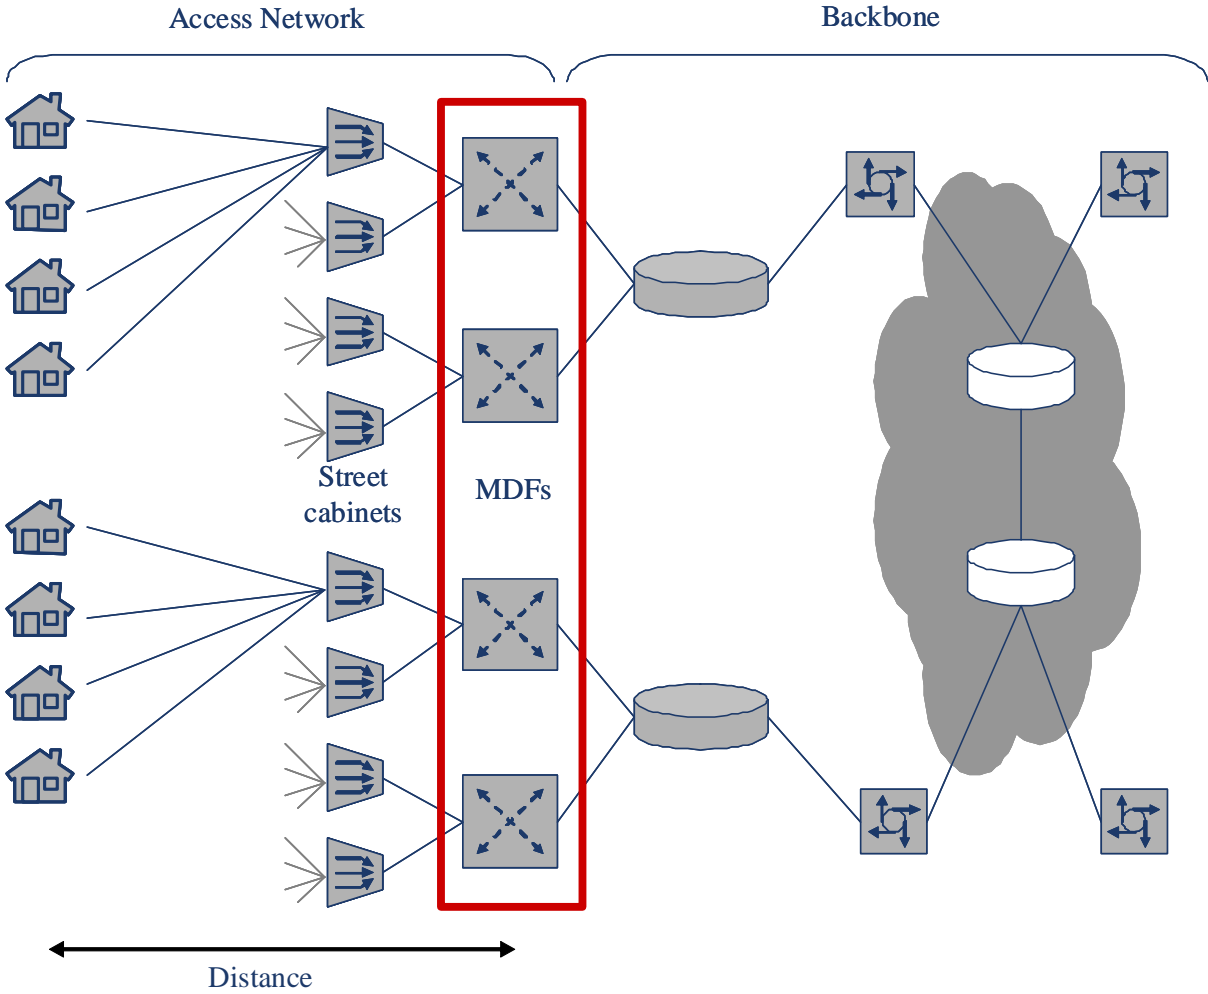 Access Network
Backbone
Street
cabinets
MDFs
Distance